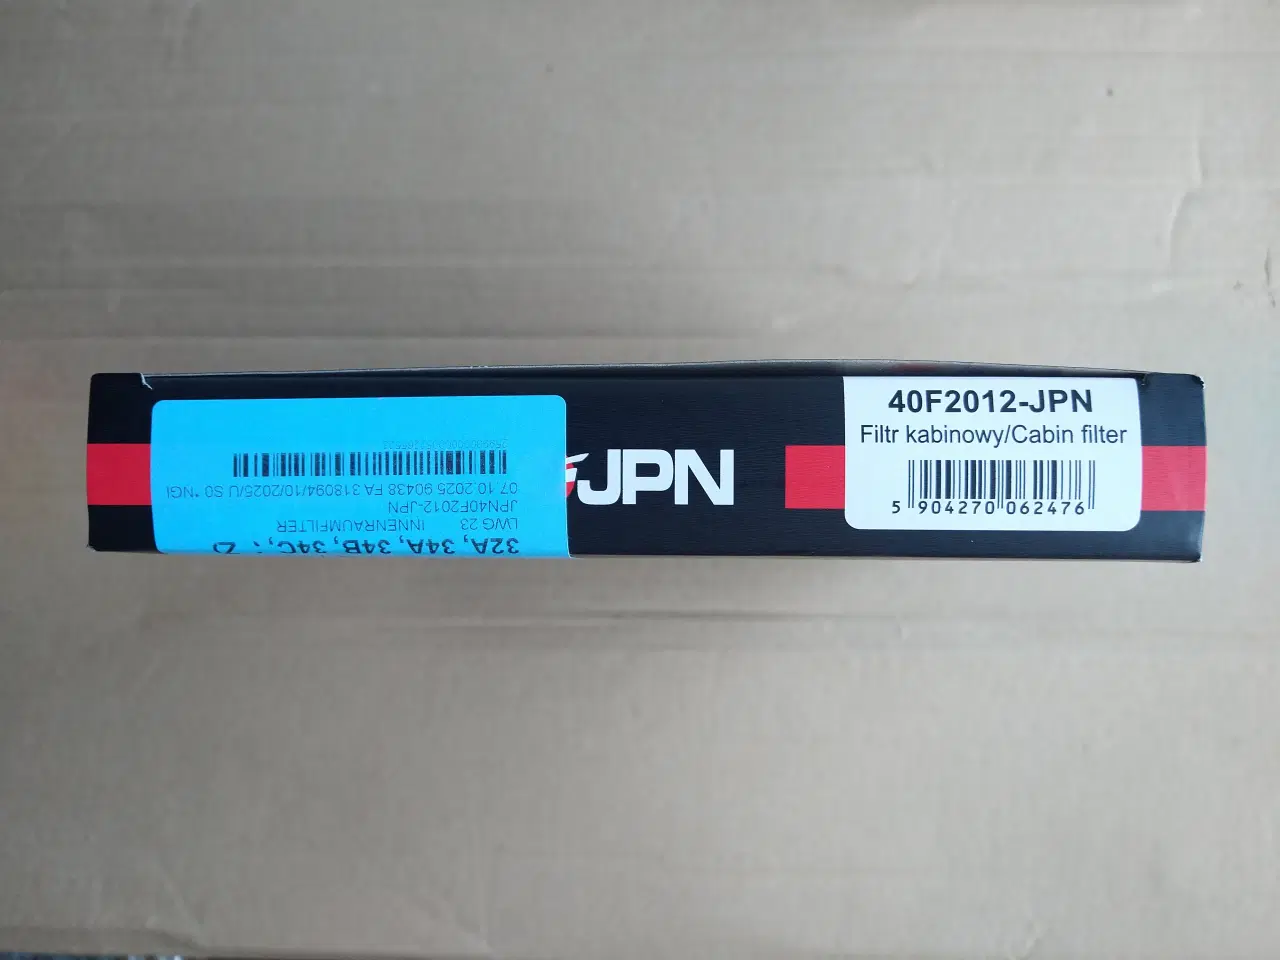 JPN
40F2012-JPN
Filtr kabinowy/Cabin filter
5 904270 062476
32A, 34A, 34B, 34C,
LWG 23 INNENRAUMFILTER
JPN40F2012-JPN
07.10.2025 90438 FA 318094/10/2025/U S0 *NGI